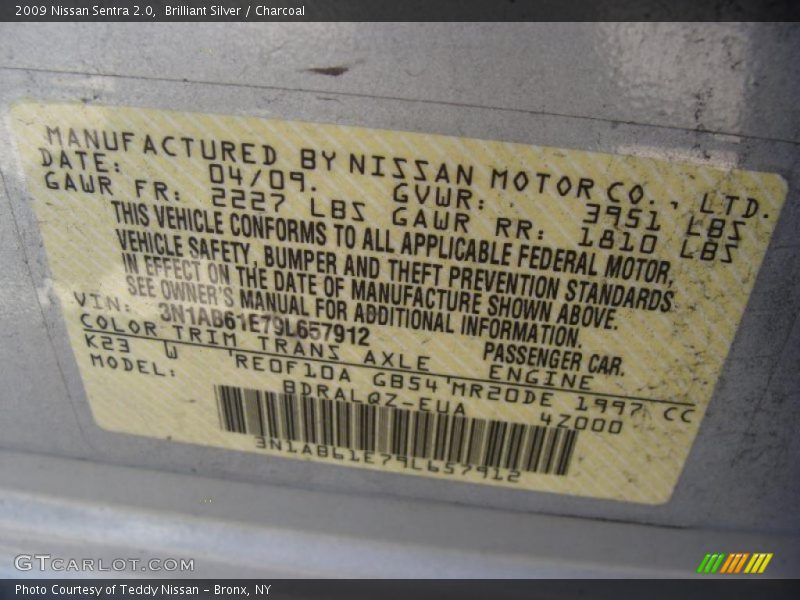 2009 Nissan Sentra 2.0, Brilliant Silver / Charcoal
MANUFACTURED BY NISSAN MOTOR CO., LTD.
DATE: 04/09. GVWR: 3951 LBS
GAWR FR: 2227 LBS GAWR RR: 1810 LBS
THIS VEHICLE CONFORMS TO ALL APPLICABLE FEDERAL MOTOR,
VEHICLE SAFETY, BUMPER AND THEFT PREVENTION STANDARDS
IN EFFECT ON THE DATE OF MANUFACTURE SHOWN ABOVE.
SEE OWNER'S MANUAL FOR ADDITIONAL INFORMATION.
VIN: 3N1AB61E79L657912 PASSENGER CAR.
COLOR TRIM TRANS AXLE ENGINE
K23 W RE0F10A GB54 MR20DE 1997 CC
MODEL: BDRALQZ-EUA 4Z000
3N1AB61E79L657912
GTCARLOT.COM
Photo Courtesy of Teddy Nissan - Bronx, NY